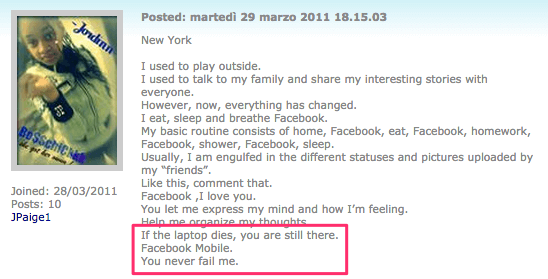 Posted: martedì 29 marzo 2011 18.15.03
New York
I used to play outside.
I used to talk to my family and share my interesting stories with
everyone.
However, now, everything has changed.
I eat, sleep and breathe Facebook.
My basic routine consists of home, Facebook, eat, Facebook, homework,
Facebook, shower, Facebook, sleep.
Usually, I am engulfed in the different statuses and pictures uploaded by
my “friends”.
Like this, comment that.
Facebook ,I love you.
You let me express my mind and how I’m feeling.
Help me organize my thoughts
If the laptop dies, you are still there.
Facebook Mobile.
You never fail me.
- Jordinn
Joined: 28/03/2011
Posts: 10
JPaige1